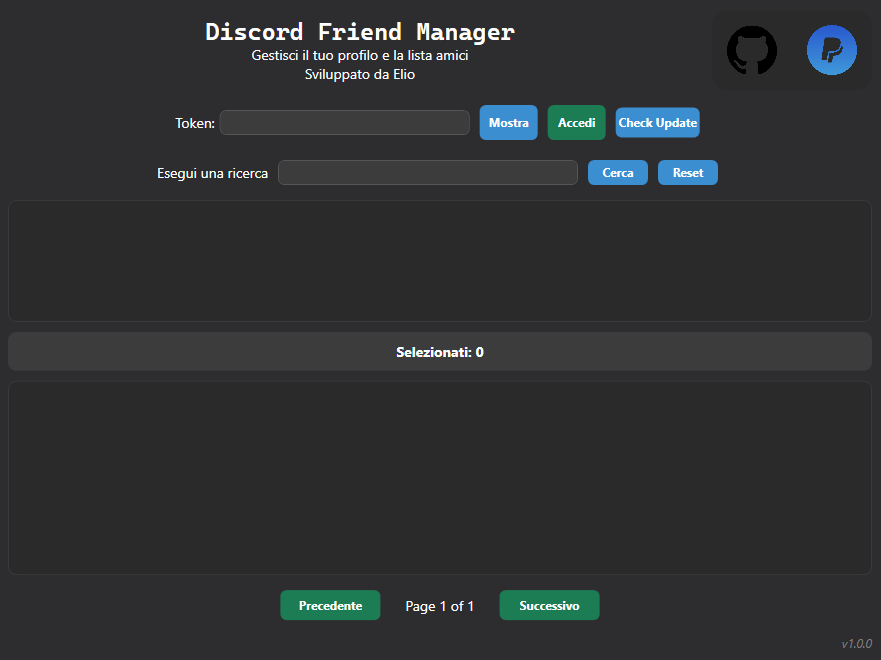 Discord Friend Manager
Gestisci il tuo profilo e la lista amici
Sviluppato da Elio
Token: Mostra Accedi Check Update
Esegui una ricerca Cerca Reset
Selezionati: 0
Precedente Page 1 of 1 Successivo
v1.0.0